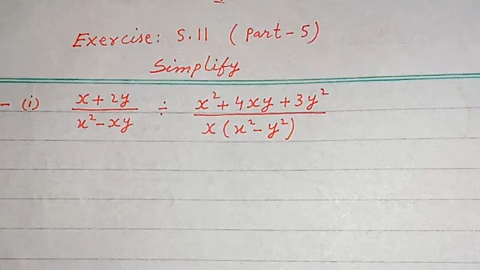 Exercise: 5.11 (part-5)
Simplify
- (i) (x + 2y)/(x² - xy) ÷ (x² + 4xy + 3y²)/(x(x² - y²))